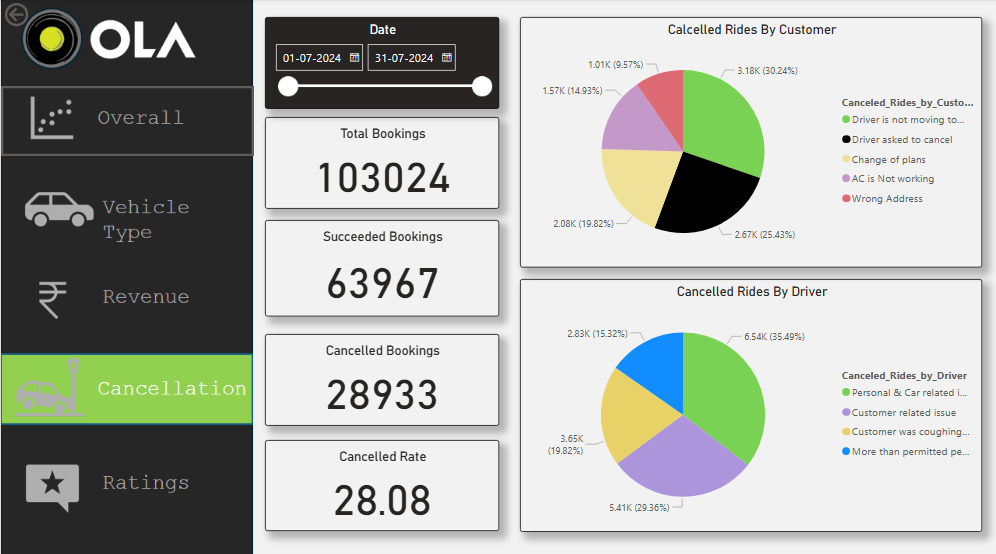 OLA
Overall
Vehicle
Type
Revenue
Cancellation
Ratings
Date
01-07-2024
31-07-2024
Total Bookings
103024
Succeeded Bookings
63967
Cancelled Bookings
28933
Cancelled Rate
28.08
Calcelled Rides By Customer
1.01K (9.57%)
3.18K (30.24%)
1.57K (14.93%)
2.08K (19.82%)
2.67K (25.43%)
Canceled_Rides_by_Custo...
Driver is not moving to...
Driver asked to cancel
Change of plans
AC is Not working
Wrong Address
Cancelled Rides By Driver
2.83K (15.32%)
6.54K (35.49%)
3.65K
(19.82%)
5.41K (29.36%)
Canceled_Rides_by_Driver
Personal & Car related i...
Customer related issue
Customer was coughing...
More than permitted pe...